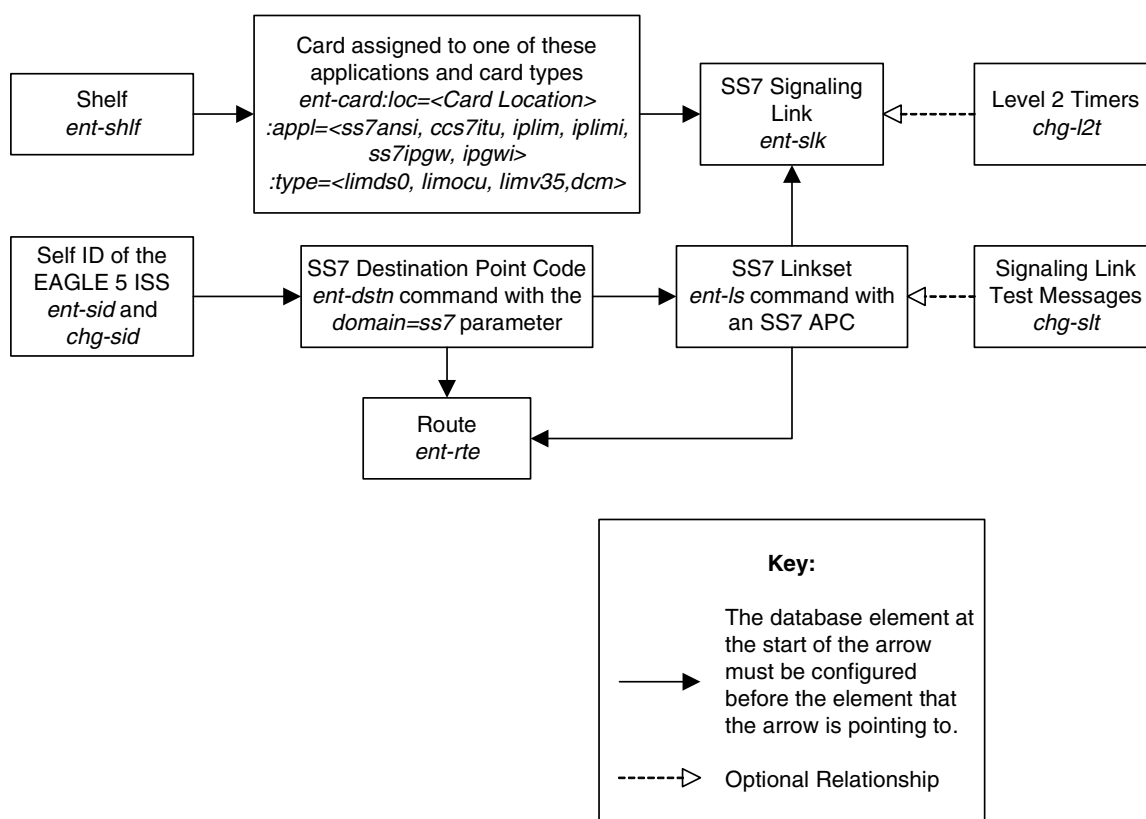 Shelf
ent-shlf
Card assigned to one of these
applications and card types
ent-card:loc=<Card Location>
:appl=<ss7ansi, ccs7itu, iplim, iplimi,
ss7ipgw, ipgwi>
:type=<limds0, limocu, limv35,dcm>
SS7 Signaling
Link
ent-slk
Level 2 Timers
chg-l2t
Self ID of the
EAGLE 5 ISS
ent-sid and
chg-sid
SS7 Destination Point Code
ent-dstn command with the
domain=ss7 parameter
SS7 Linkset
ent-ls command with
an SS7 APC
Signaling Link
Test Messages
chg-slt
Route
ent-rte
Key:
The database element at
the start of the arrow
must be configured
before the element that
the arrow is pointing to.
Optional Relationship